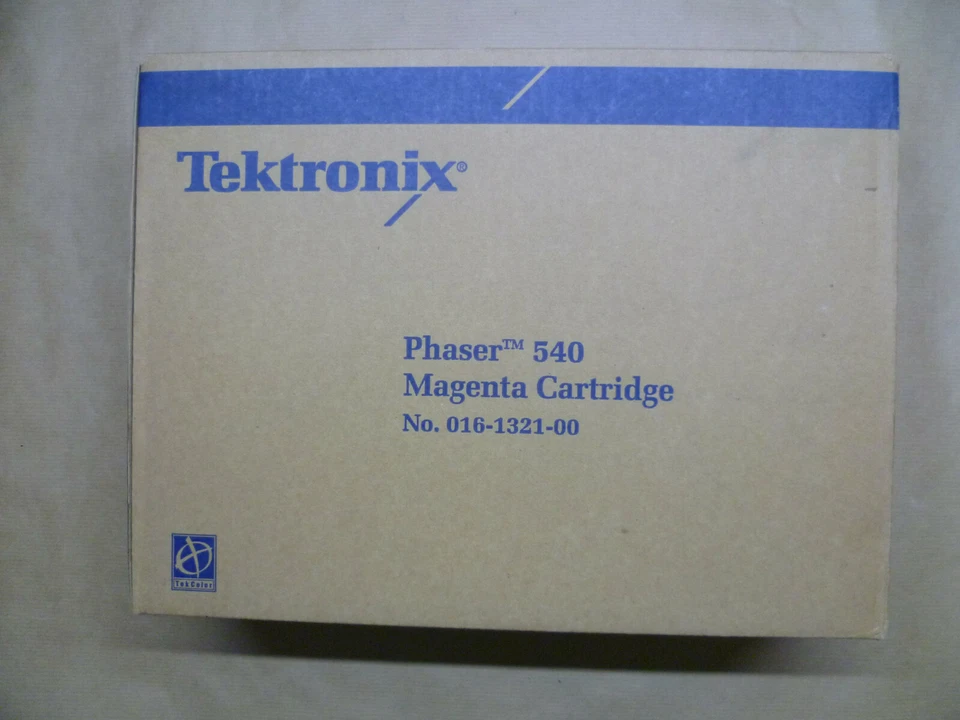 Tektronix®
Phaser™ 540
Magenta Cartridge
No. 016-1321-00
TekColor